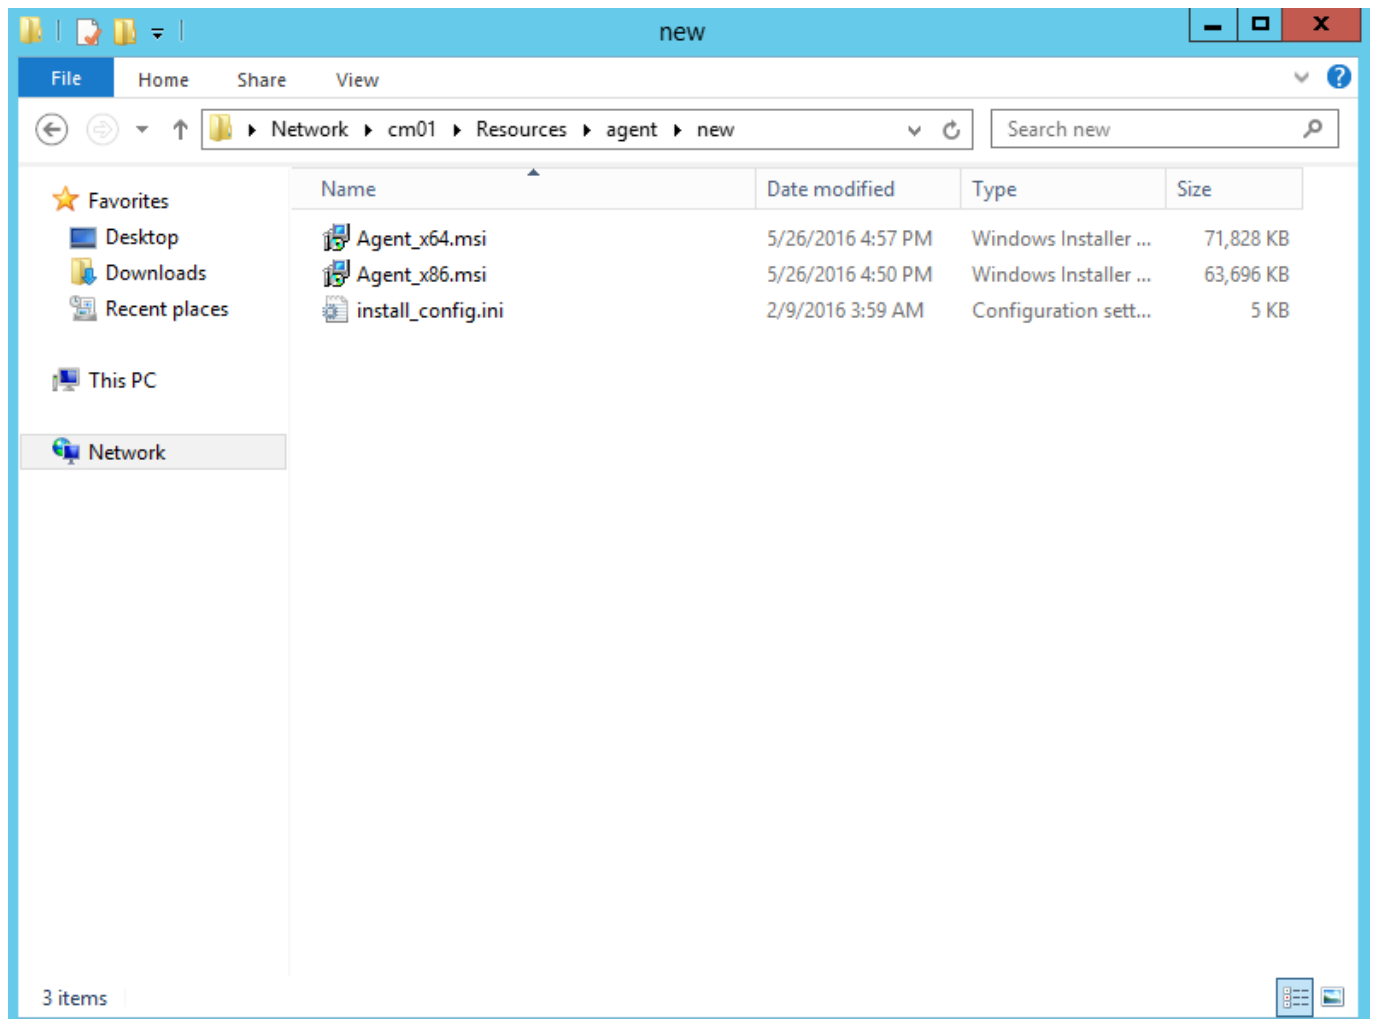 new
File Home Share View
Network cm01 Resources agent new Search new
Name Date modified Type Size
Favorites
Desktop Agent_x64.msi 5/26/2016 4:57 PM Windows Installer ... 71,828 KB
Downloads Agent_x86.msi 5/26/2016 4:50 PM Windows Installer ... 63,696 KB
Recent places install_config.ini 2/9/2016 3:59 AM Configuration sett... 5 KB
This PC
Network
3 items